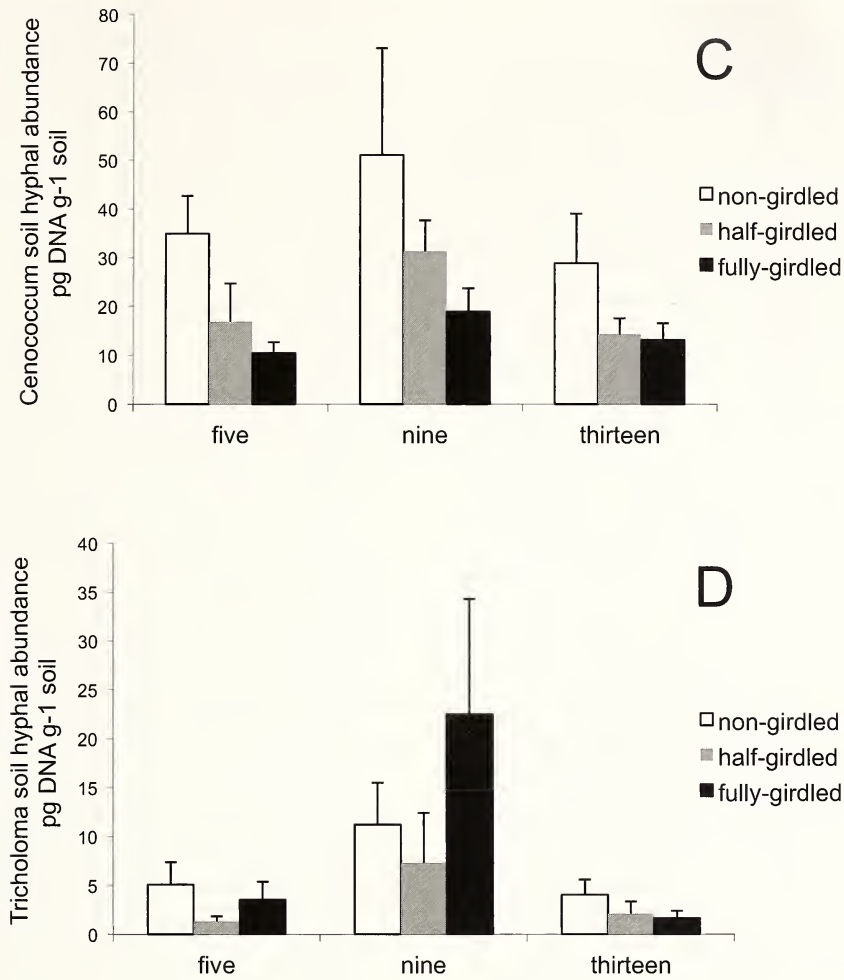 Cenococcum soil hyphal abundance
pg DNA g-1 soil
80
70
60
50
40
30
20
10
0
five
nine
thirteen
C
non-girdled
half-girdled
fully-girdled
Tricholoma soil hyphal abundance
pg DNA g-1 soil
40
35
30
25
20
15
10
5
0
five
nine
thirteen
D
non-girdled
half-girdled
fully-girdled